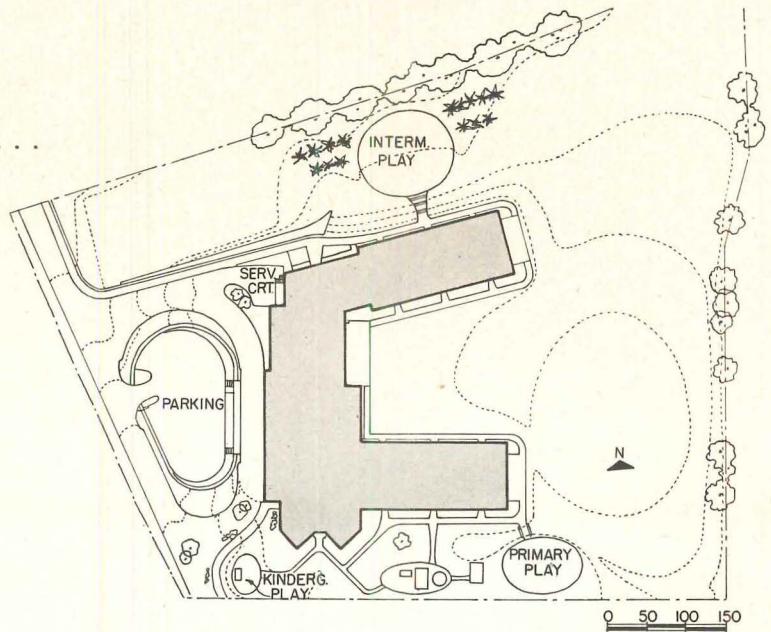 INTERM.
PLAY
SERV.
CRT.
PARKING
N
KINDERG.
PLAY
PRIMARY
PLAY
0 50 100 150